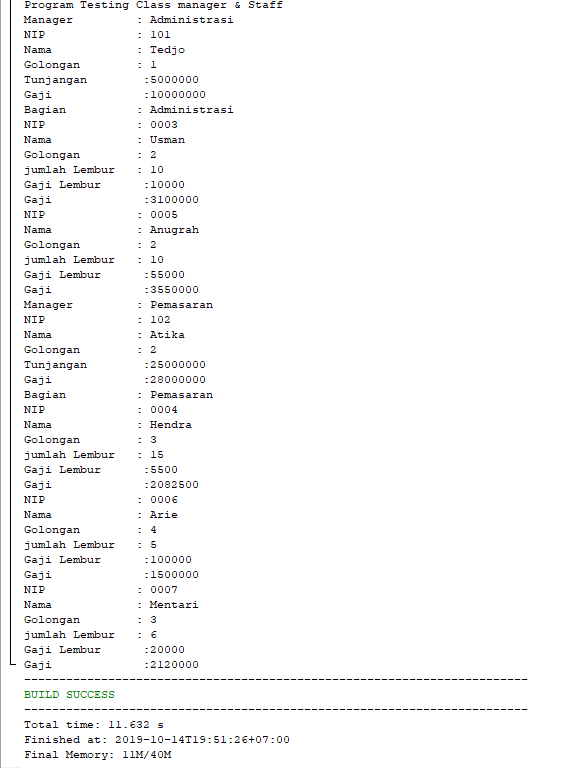 Program Testing Class manager & Staff
Manager : Administrasi
NIP : 101
Nama : Tedjo
Golongan : 1
Tunjangan :5000000
Gaji :10000000
Bagian : Administrasi
NIP : 0003
Nama : Usman
Golongan : 2
jumlah Lembur : 10
Gaji Lembur :10000
Gaji :3100000
NIP : 0005
Nama : Anugrah
Golongan : 2
jumlah Lembur : 10
Gaji Lembur :55000
Gaji :3550000
Manager : Pemasaran
NIP : 102
Nama : Atika
Golongan : 2
Tunjangan :25000000
Gaji :28000000
Bagian : Pemasaran
NIP : 0004
Nama : Hendra
Golongan : 3
jumlah Lembur : 15
Gaji Lembur :5500
Gaji :2082500
NIP : 0006
Nama : Arie
Golongan : 4
jumlah Lembur : 5
Gaji Lembur :100000
Gaji :1500000
NIP : 0007
Nama : Mentari
Golongan : 3
jumlah Lembur : 6
Gaji Lembur :20000
Gaji :2120000
------------------------------------------------------------------------
BUILD SUCCESS
------------------------------------------------------------------------
Total time: 11.632 s
Finished at: 2019-10-14T19:51:26+07:00
Final Memory: 11M/40M